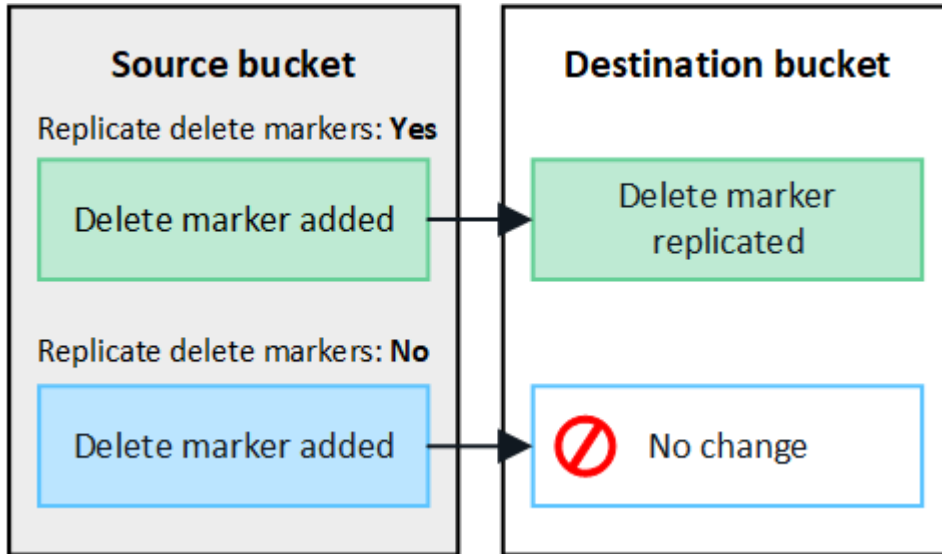 Source bucket
Replicate delete markers: Yes
Delete marker added
Replicate delete markers: No
Delete marker added
Destination bucket
Delete marker
replicated
No change